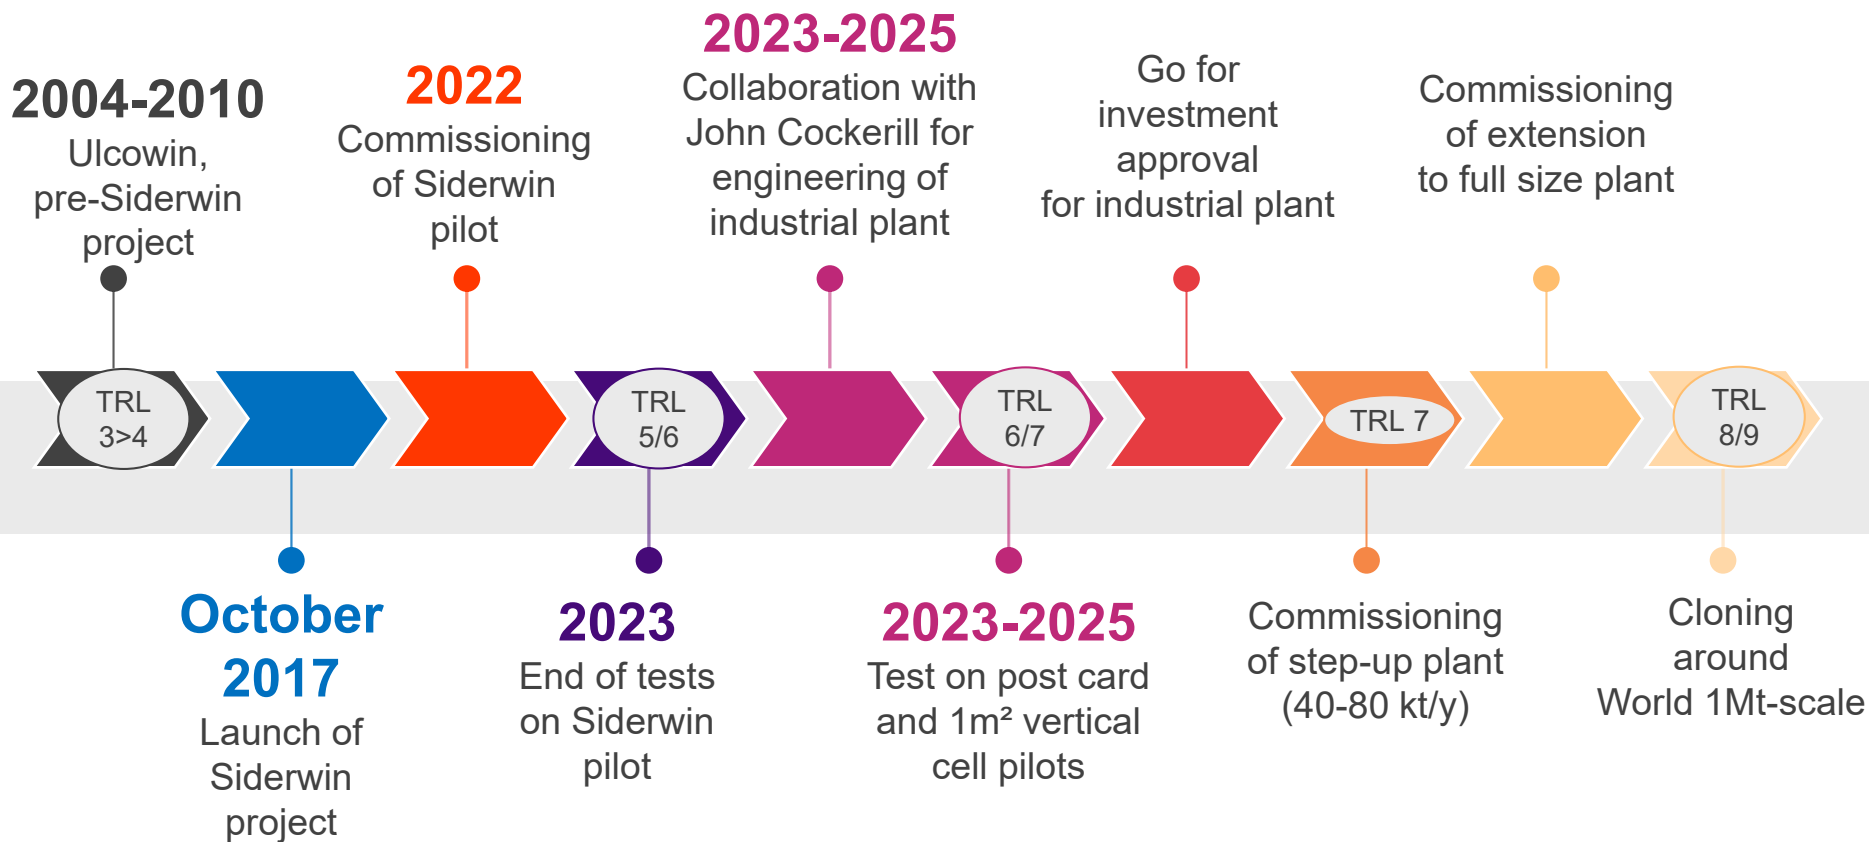 2004-2010
Ulcowin,
pre-Siderwin
project
2022
Commissioning
of Siderwin
pilot
2023-2025
Collaboration with
John Cockerill for
engineering of
industrial plant
Go for
investment
approval
for industrial plant
Commissioning
of extension
to full size plant
TRL
3>4
TRL
5/6
TRL
6/7
TRL 7
TRL
8/9
October
2017
Launch of
Siderwin
project
2023
End of tests
on Siderwin
pilot
2023-2025
Test on post card
and 1m² vertical
cell pilots
Commissioning
of step-up plant
(40-80 kt/y)
Cloning
around
World 1Mt-scale